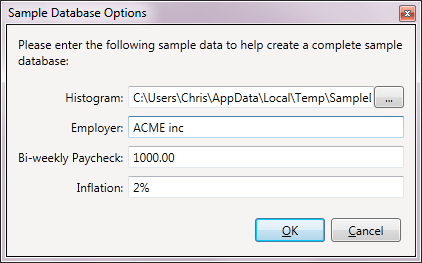 Sample Database Options
Please enter the following sample data to help create a complete sample
database:
Histogram: C:\Users\Chris\AppData\Local\Temp\Samplel ...
Employer: ACME inc
Bi-weekly Paycheck: 1000.00
Inflation: 2%
OK Cancel